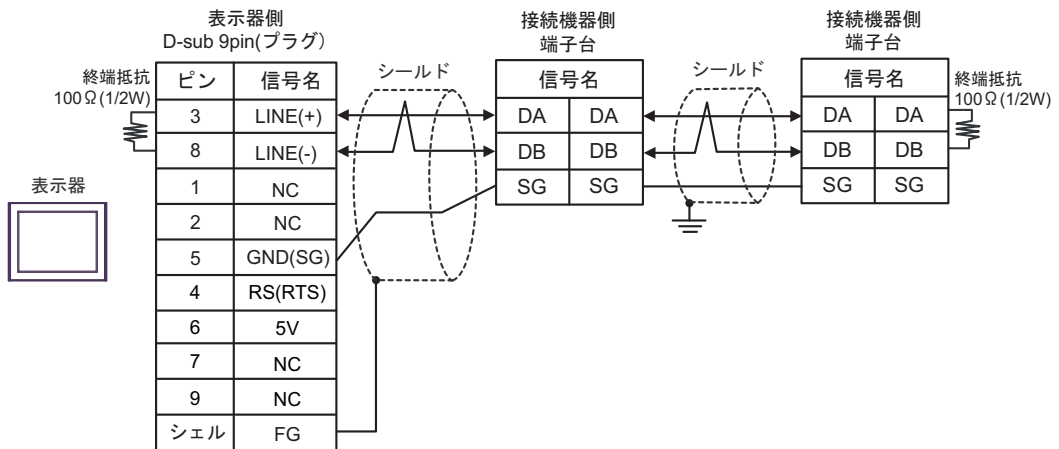 表示器側
D-sub 9pin(プラグ)
接続機器側
端子台
接続機器側
端子台
終端抵抗
100Ω(1/2W)
ピン 信号名
3 LINE(+)
8 LINE(-)
1 NC
2 NC
5 GND(SG)
4 RS(RTS)
6 5V
7 NC
9 NC
シェル FG
表示器
シールド
信号名
DA DA
DB DB
SG SG
シールド
信号名
DA DA
DB DB
SG SG
終端抵抗
100Ω(1/2W)